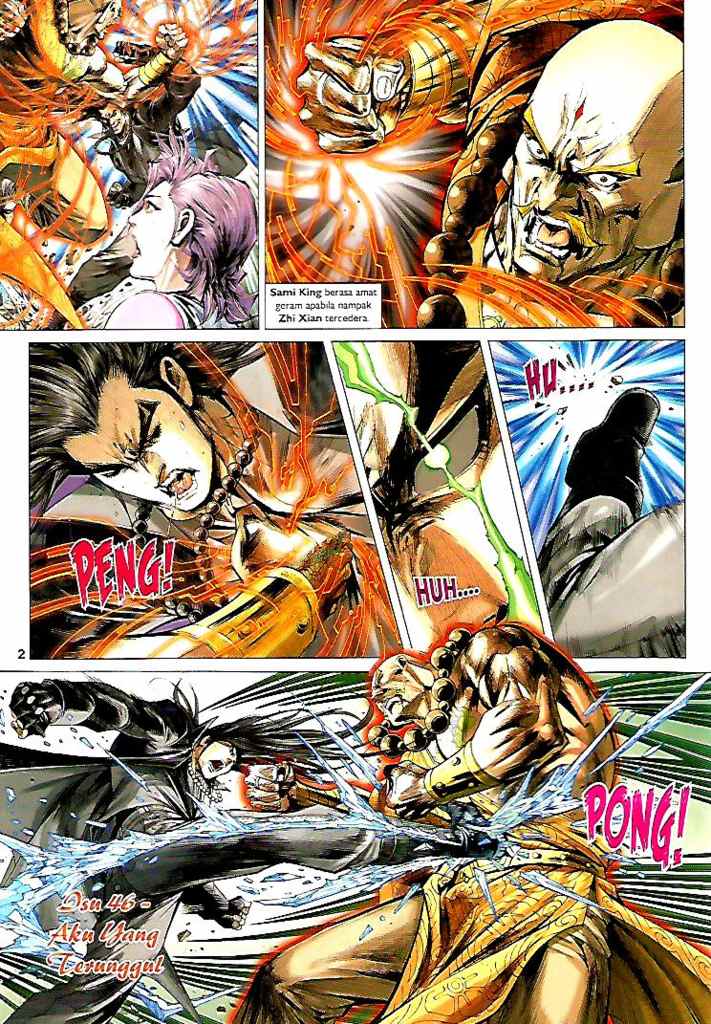 Sami King berasa amat
geram apabila nampak
Zhi Xian tercedera.
HU....
PENG!
HUH....
2
PONG!
Isu 46 -
Aku Yang
Terunggul